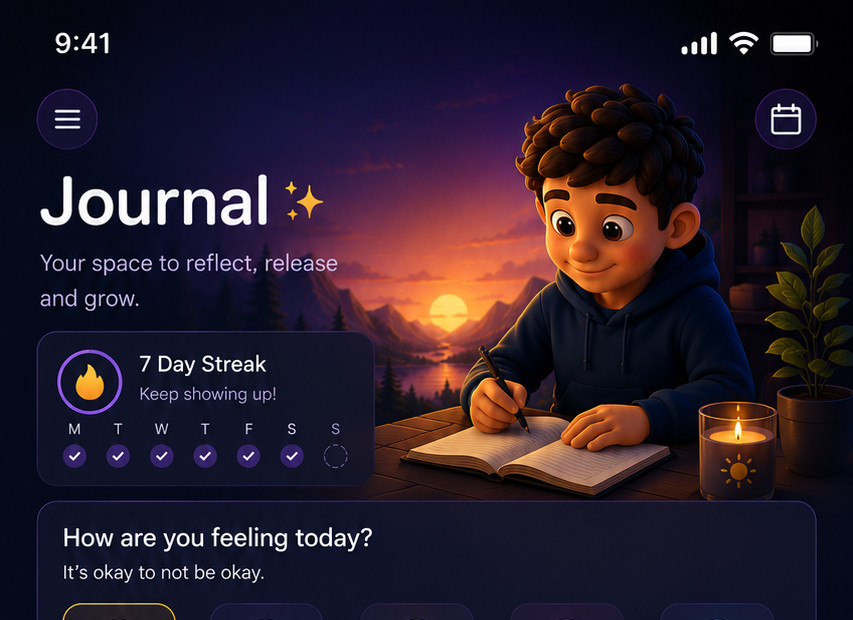 9:41
Journal
Your space to reflect, release
and grow.
7 Day Streak
Keep showing up!
M T W T F S S
How are you feeling today?
It's okay to not be okay.